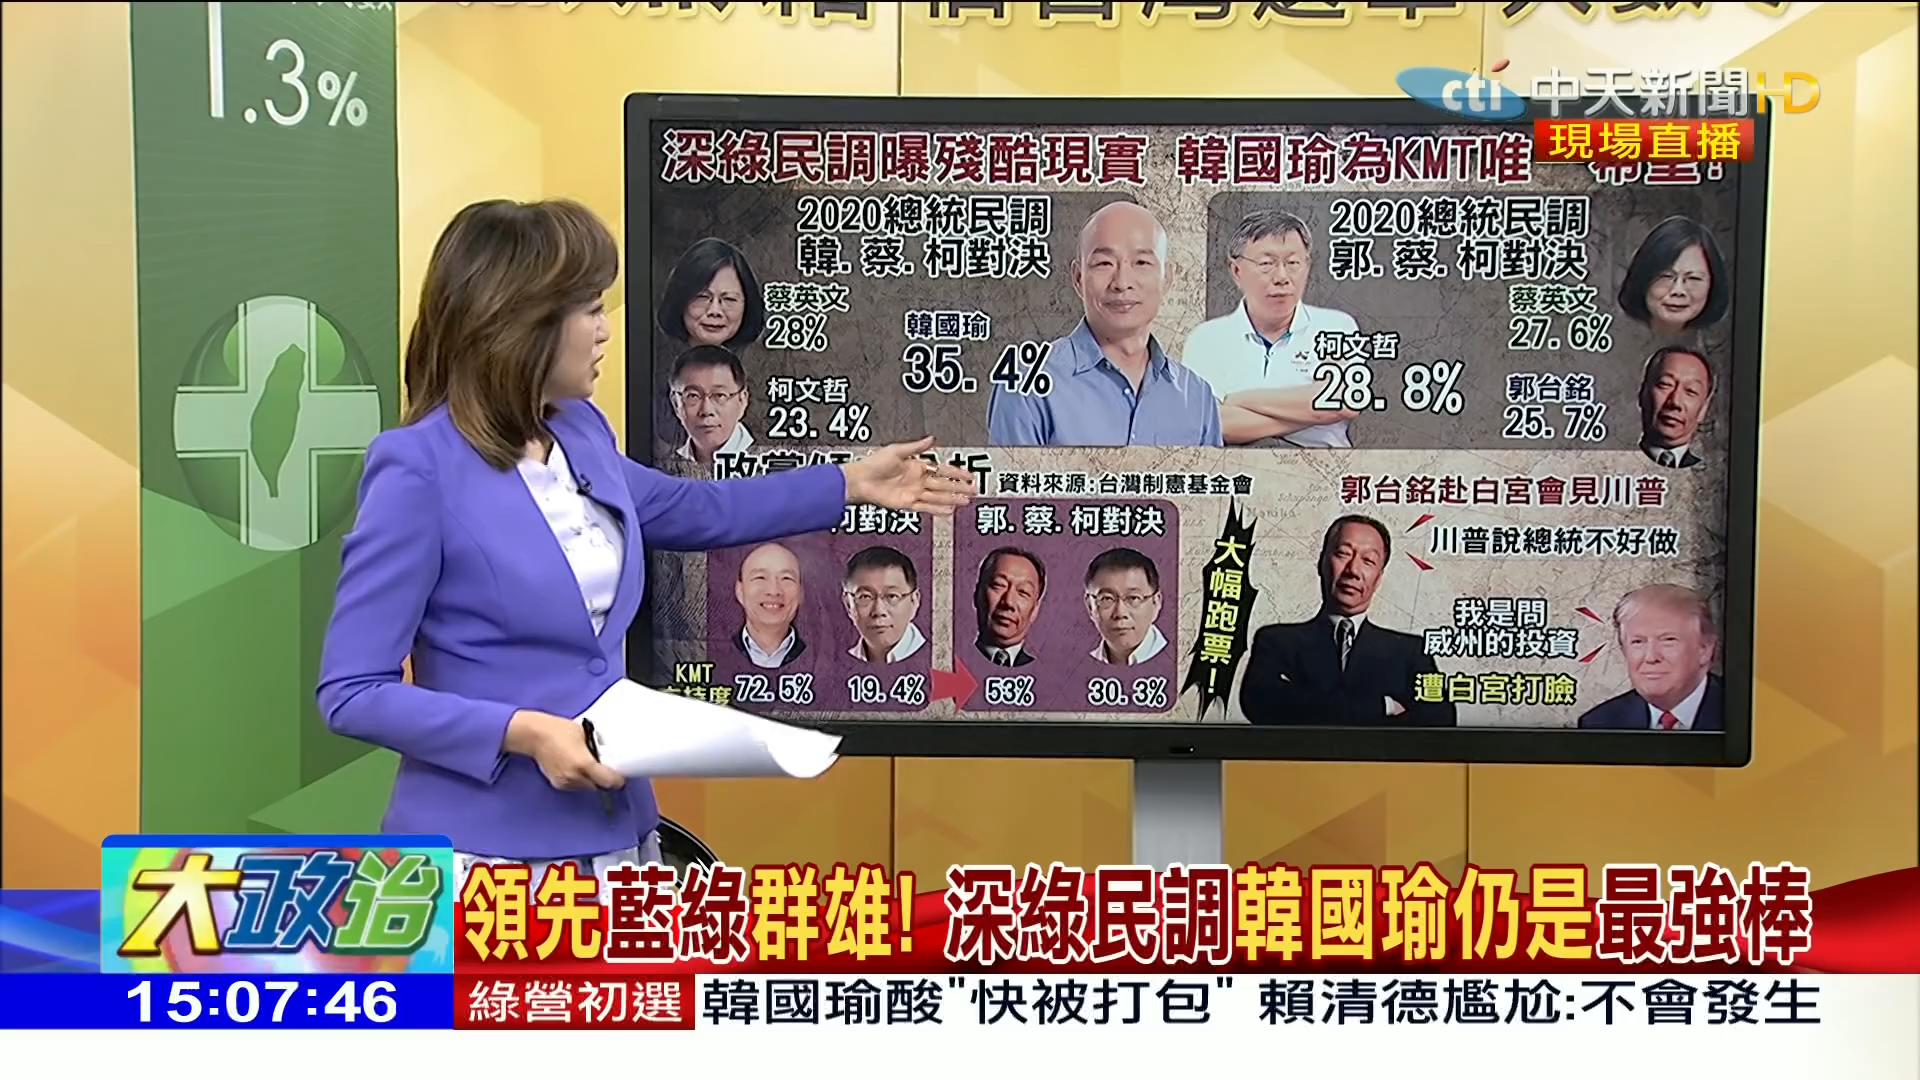 1.3%
cti 中天新聞HD
現場直播
深綠民調曝殘酷現實 韓國瑜為KMT唯
2020總統民調
韓.蔡.柯對決
蔡英文
28%
韓國瑜
35.4%
柯文哲
23.4%
2020總統民調
郭.蔡.柯對決
蔡英文
27.6%
柯文哲
28.8%
郭台銘
25.7%
資料來源:台灣制憲基金會
柯對決
郭.蔡.柯對決
KMT
72.5%
19.4%
53%
30.3%
大幅跑票!
郭台銘赴白宮會見川普
川普說總統不好做
我是問
威州的投資
遭白宮打臉
大政治
領先藍綠群雄! 深綠民調韓國瑜仍是最強棒
15:07:46
綠營初選
韓國瑜酸"快被打包" 賴清德尷尬:不會發生